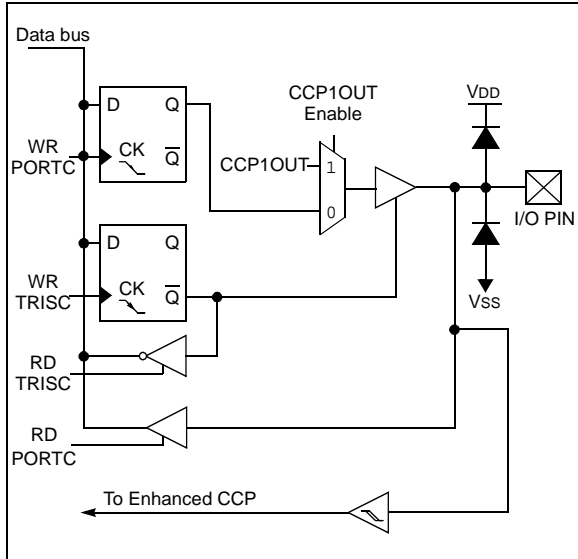 Data bus
D
Q
WR
PORTC
CK
Q
CCP1OUT
Enable
CCP1OUT
1
0
VDD
I/O PIN
VSS
D
Q
WR
TRISC
CK
Q
RD
TRISC
RD
PORTC
To Enhanced CCP